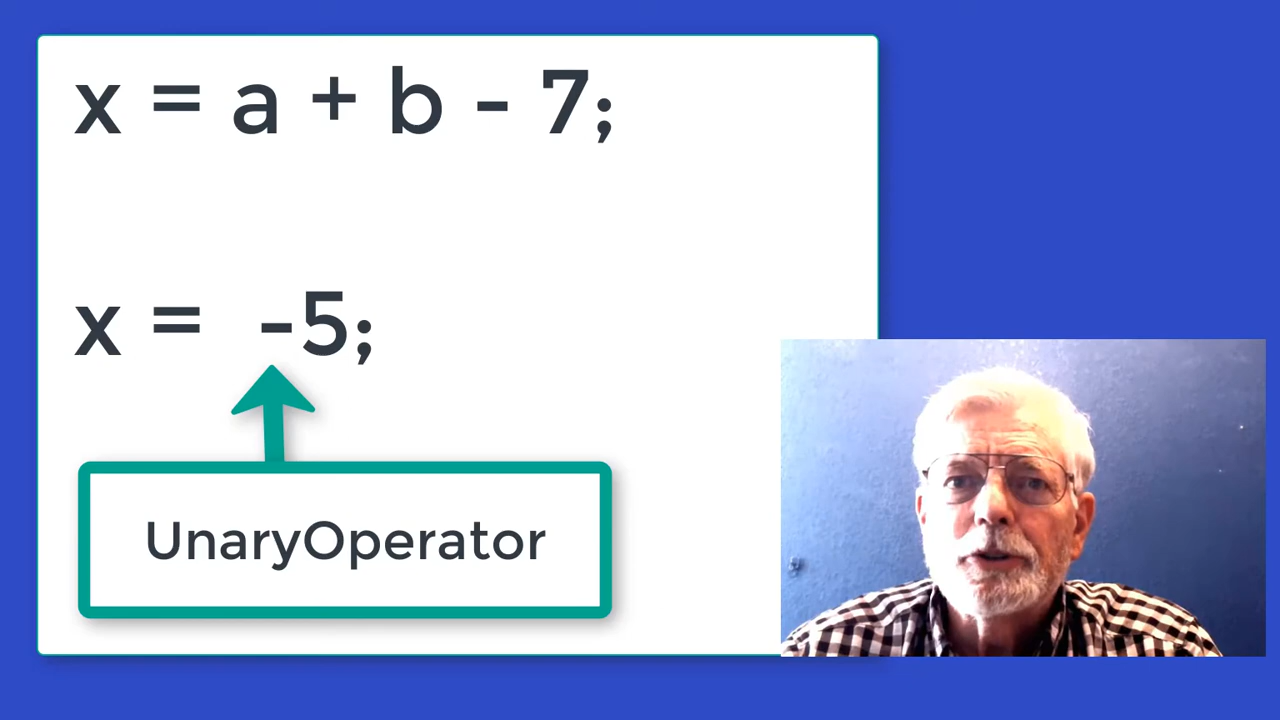 x = a + b - 7;
x = -5;
UnaryOperator